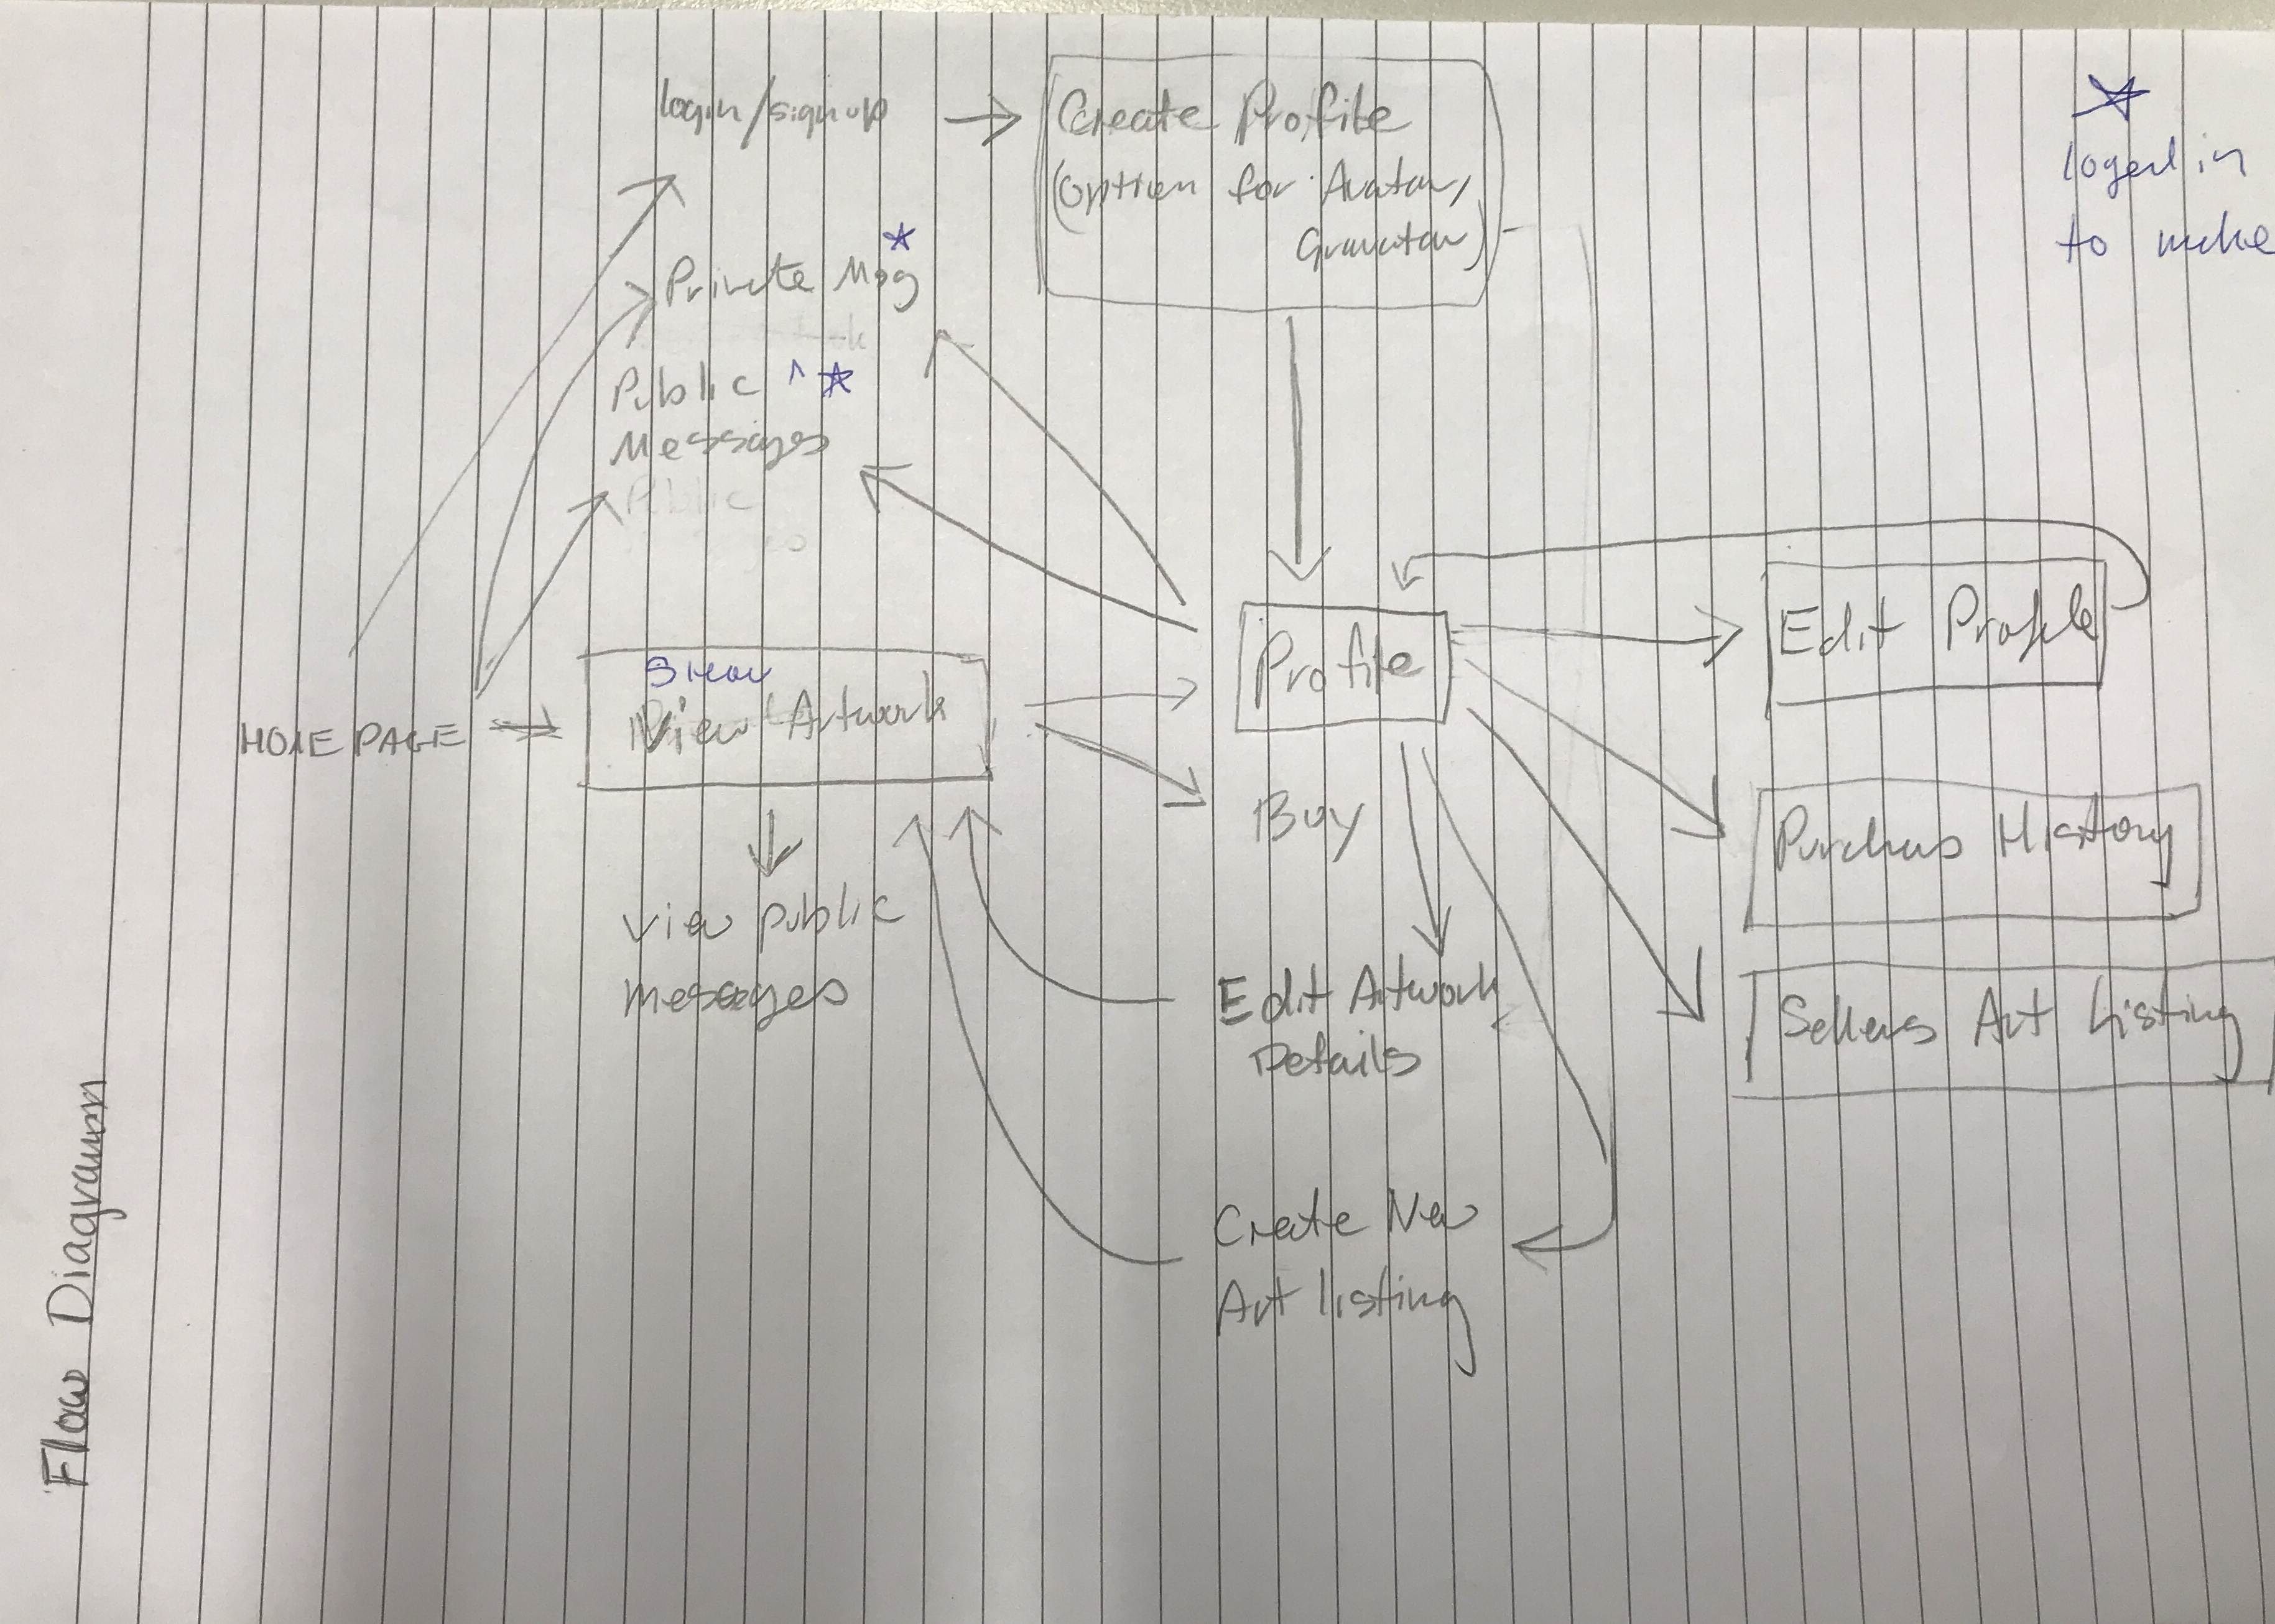 login/signup
Create Profile
(option for Avatar,
Gravatar)
loged in
to make
Private Msg
Public ^
Messages
Public
Show
View Artwork
HOME PAGE
Profile
Edit Profile
Buy
Purchas History
View public
messages
Edit Artwork
Details
Sellers Art Listing
Create New
Art listing
Flow Diagramm